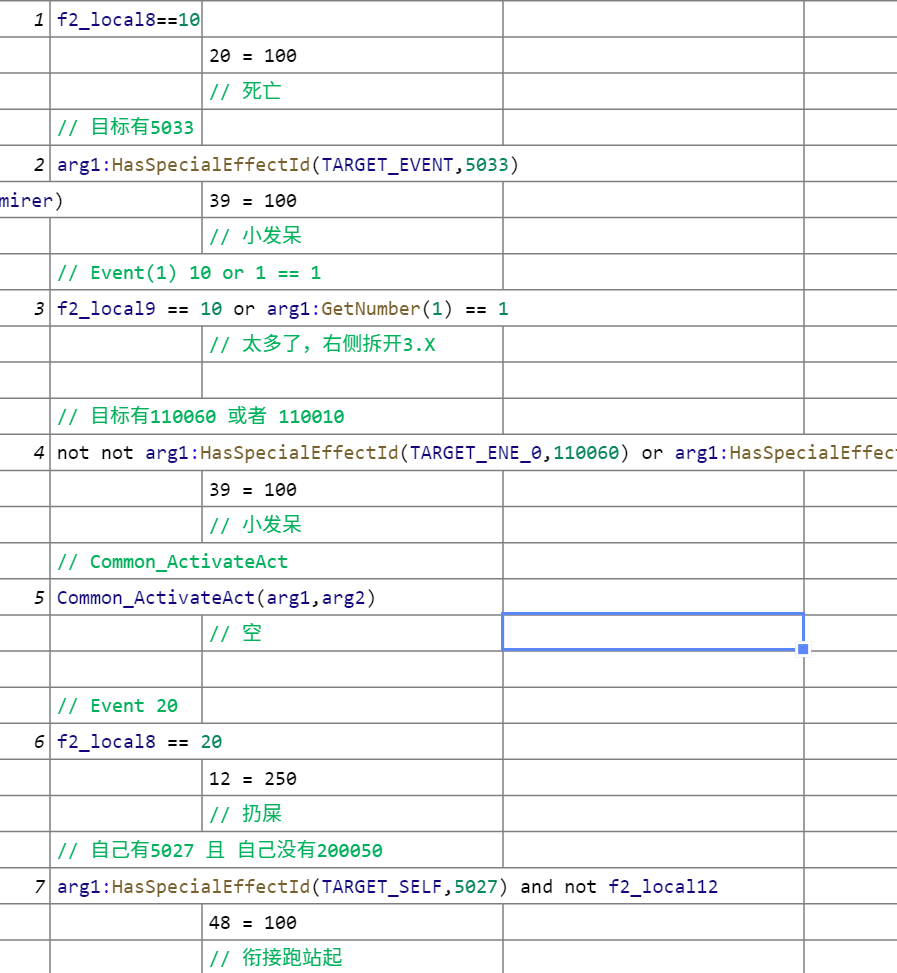 1 f2_local8==10
20 = 100
// 死亡
// 目标有5033
2 arg1:HasSpecialEffectId(TARGET_EVENT,5033)
mirer) 39 = 100
// 小发呆
// Event(1) 10 or 1 == 1
3 f2_local9 == 10 or arg1:GetNumber(1) == 1
// 太多了，右侧拆开3.X
// 目标有110060 或者 110010
4 not not arg1:HasSpecialEffectId(TARGET_ENE_0,110060) or arg1:HasSpecialEffec
39 = 100
// 小发呆
// Common_ActivateAct
5 Common_ActivateAct(arg1,arg2)
// 空
// Event 20
6 f2_local8 == 20
12 = 250
// 扔屎
// 自己有5027 且 自己没有200050
7 arg1:HasSpecialEffectId(TARGET_SELF,5027) and not f2_local12
48 = 100
// 衔接跑站起